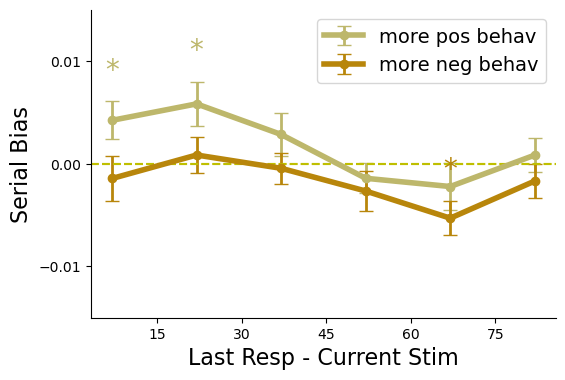 more pos behav
more neg behav
Serial Bias
0.01
0.00
−0.01
*
*
*
15 30 45 60 75
Last Resp - Current Stim